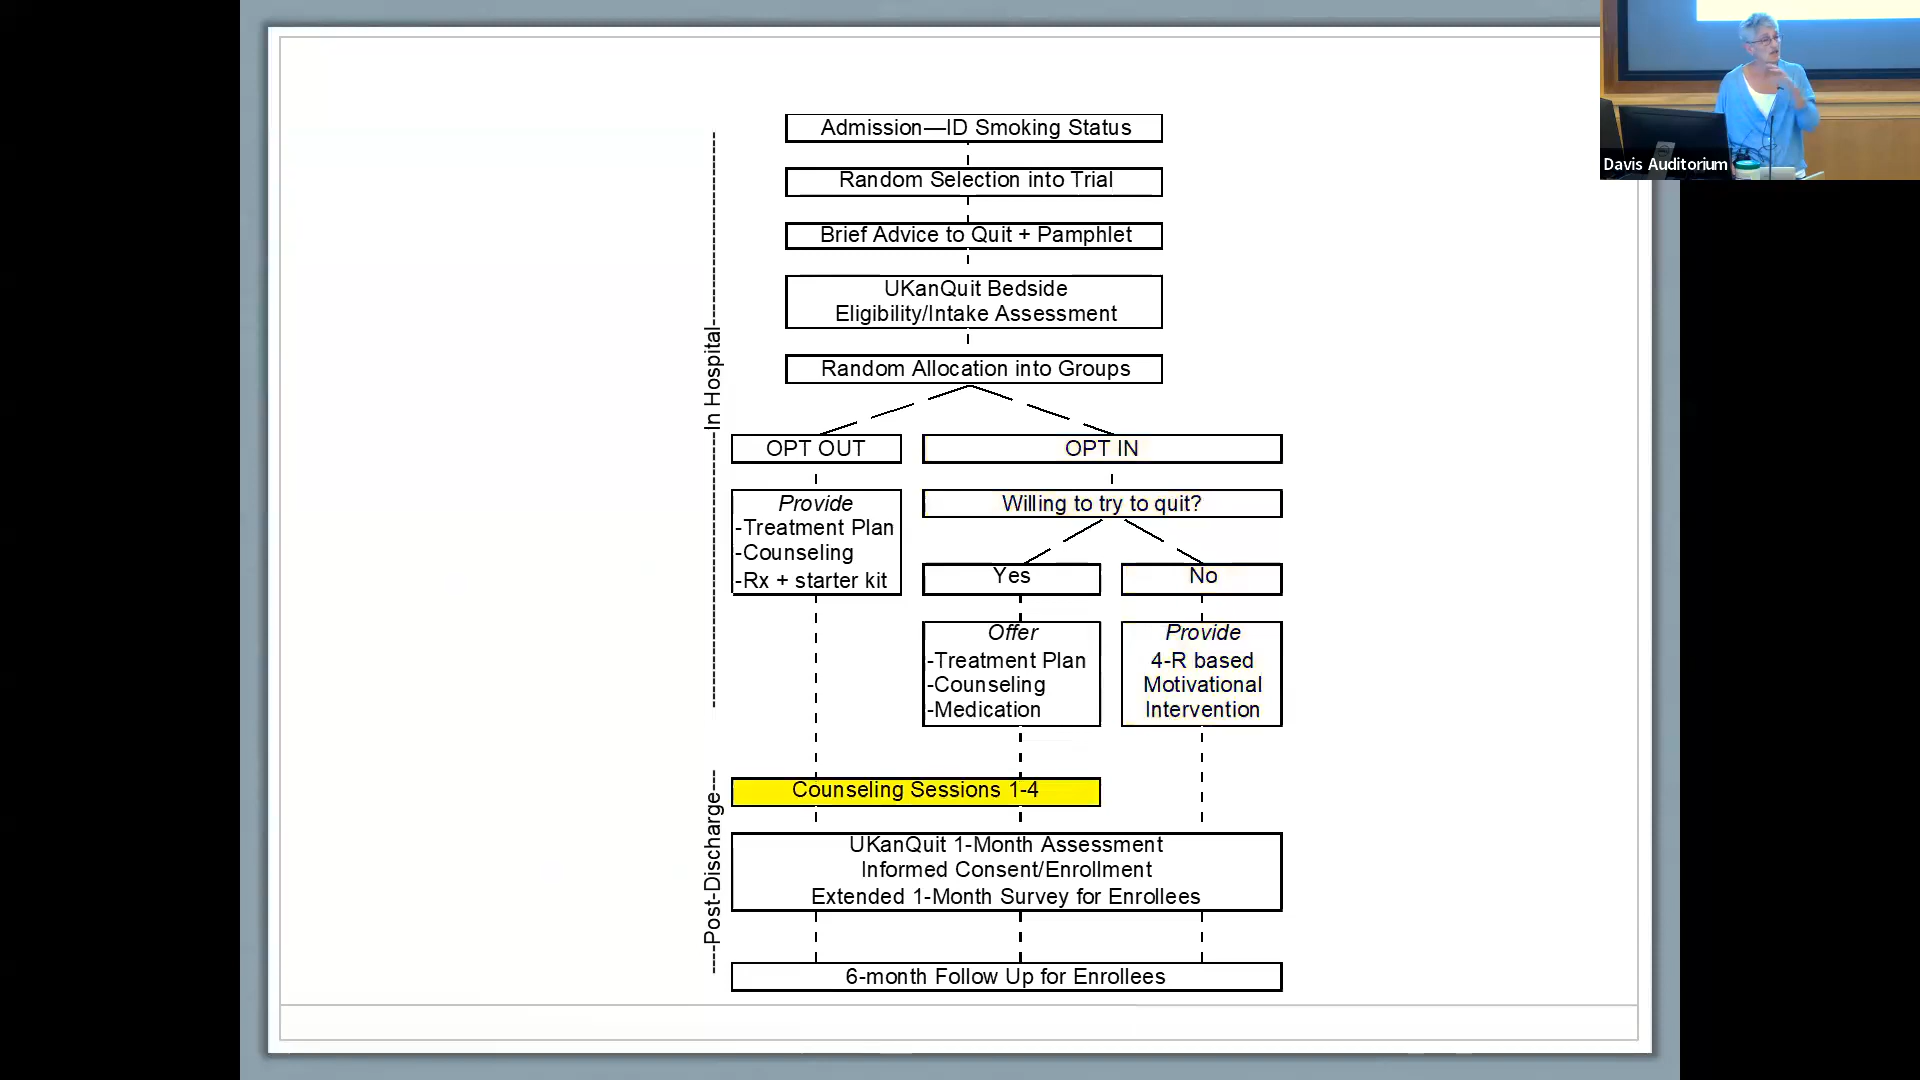 Admission—ID Smoking Status
Random Selection into Trial
Brief Advice to Quit + Pamphlet
UKanQuit Bedside
Eligibility/Intake Assessment
Random Allocation into Groups
In Hospital
OPT OUT
OPT IN
Provide
-Treatment Plan
-Counseling
-Rx + starter kit
Willing to try to quit?
Yes
No
Offer
-Treatment Plan
-Counseling
-Medication
Provide
4-R based
Motivational
Intervention
Post-Discharge
Counseling Sessions 1-4
UKanQuit 1-Month Assessment
Informed Consent/Enrollment
Extended 1-Month Survey for Enrollees
6-month Follow Up for Enrollees
Davis Auditorium